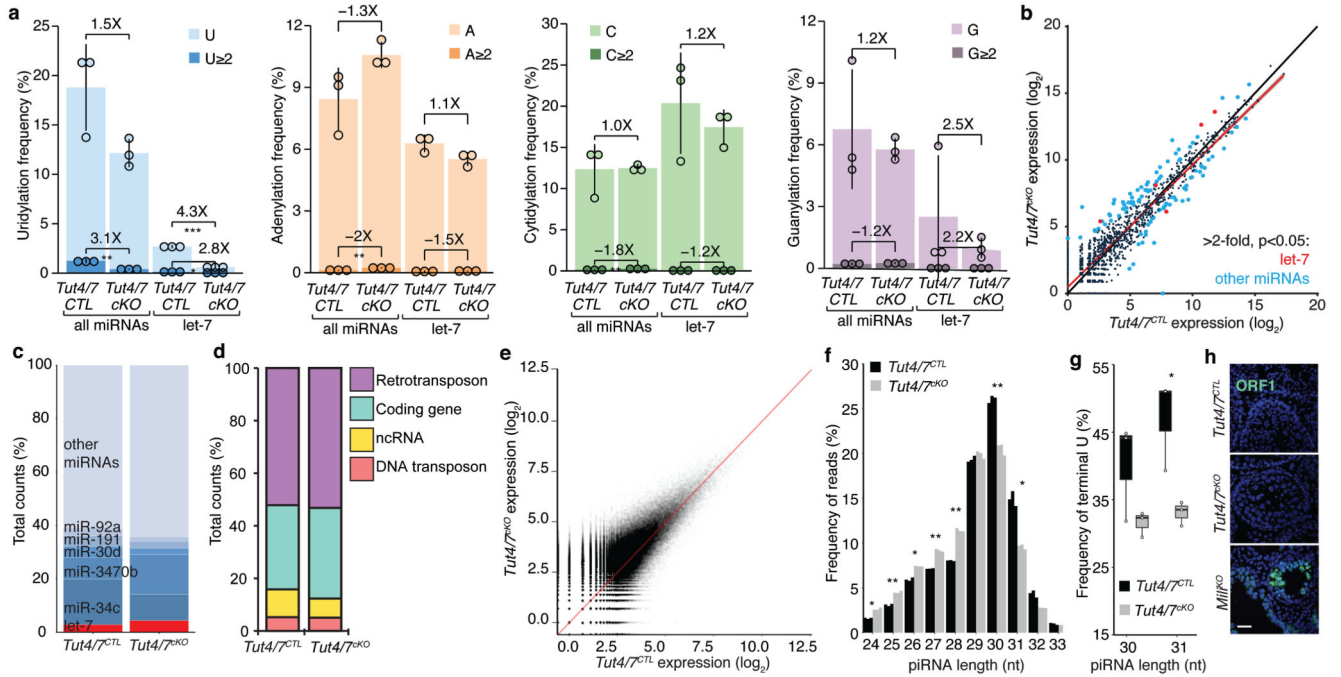 a
Uridylation frequency (%)
25
20
15
10
5
0
1.5X
U
U≥2
3.1X
**
4.3X
***
2.8X
*
Tut4/7 CTL
Tut4/7 cKO
Tut4/7 CTL
Tut4/7 cKO
all miRNAs
let-7
Adenylation frequency (%)
12
9
6
3
0
−1.3X
A
A≥2
1.1X
−2X
**
−1.5X
Tut4/7 CTL
Tut4/7 cKO
Tut4/7 CTL
Tut4/7 cKO
all miRNAs
let-7
Cytidylation frequency (%)
30
25
20
15
10
5
0
C
C≥2
1.2X
1.0X
−1.8X
**
−1.2X
Tut4/7 CTL
Tut4/7 cKO
Tut4/7 CTL
Tut4/7 cKO
all miRNAs
let-7
Guanylation frequency (%)
12
8
4
0
1.2X
G
G≥2
2.5X
−1.2X
2.2X
Tut4/7 CTL
Tut4/7 cKO
Tut4/7 CTL
Tut4/7 cKO
all miRNAs
let-7
b
Tut4/7cKO expression (log2)
20
15
10
5
0
>2-fold, p<0.05:
let-7
other miRNAs
0 5 10 15 20
Tut4/7CTL expression (log2)
c
Total counts (%)
100
80
60
40
20
0
other
miRNAs
miR-92a
miR-191
miR-30d
miR-3470b
miR-34c
let-7
Tut4/7CTL Tut4/7cKO
d
Total counts (%)
100
80
60
40
20
0
Retrotransposon
Coding gene
ncRNA
DNA transposon
Tut4/7CTL Tut4/7cKO
e
Tut4/7cKO expression (log2)
12.5
10.0
7.5
5.0
2.5
0.0
0.0 2.5 5.0 7.5 10.0 12.5
Tut4/7CTL expression (log2)
f
Tut4/7CTL
Tut4/7cKO
Frequency of reads (%)
30
25
20
15
10
5
0
* ** * ** ** ** *
24 25 26 27 28 29 30 31 32 33
piRNA length (nt)
g
Frequency of terminal U (%)
55
45
35
25
15
*
Tut4/7CTL
Tut4/7cKO
30 31
piRNA length (nt)
h
ORF1
Tut4/7CTL
Tut4/7cKO
MiliKO